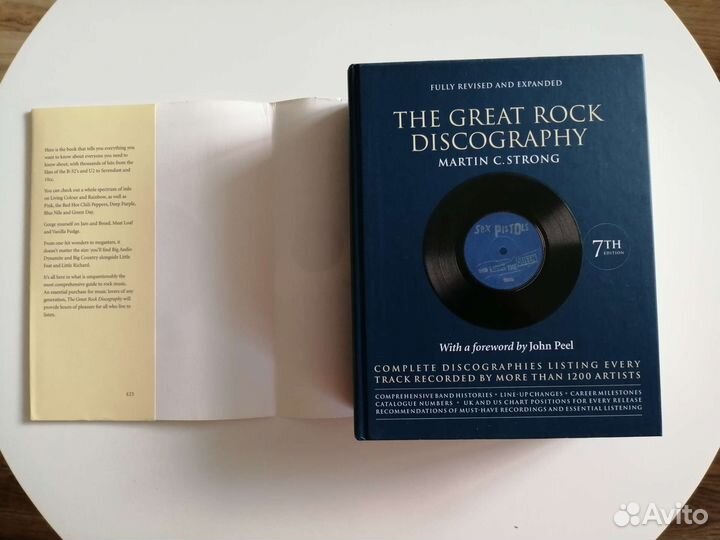 Here is the book that tells you everything you
want to know about everyone you need to
know about, with thousands of bits from the
likes of the B-52's and U2 to Serendant and
10cc.
You can check out a whole spectrum of info
on Living Colour and Rainbow, as well as
Pink, the Red Hot Chili Peppers, Deep Purple,
Blue Nile and Green Day.
Gorge yourself on Jam and Bread, Meat Loaf
and Vanilla Fudge.
From one-hit wonders to megastars, it
doesn't matter the size: you'll find Big Audio
Dynamite and Big Country alongside Little
Feat and Little Richard.
It's all here in what is unquestionably the
most comprehensive guide to rock music.
An essential purchase for music lovers of any
generation, The Great Rock Discography will
provide hours of pleasure for all who live to
listen.
£25
FULLY REVISED AND EXPANDED
THE GREAT ROCK
DISCOGRAPHY
MARTIN C. STRONG
SEX PISTOLS
7TH
EDITION
With a foreword by John Peel
COMPLETE DISCOGRAPHIES LISTING EVERY
TRACK RECORDED BY MORE THAN 1200 ARTISTS
COMPREHENSIVE BAND HISTORIES • LINE-UP CHANGES • CAREER MILESTONES
CATALOGUE NUMBERS • UK AND US CHART POSITIONS FOR EVERY RELEASE
RECOMMENDATIONS OF MUST-HAVE RECORDINGS AND ESSENTIAL LISTENING
Avito